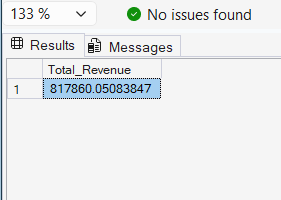 133 %
No issues found
Results
Messages
Total_Revenue
1
817860.05083847